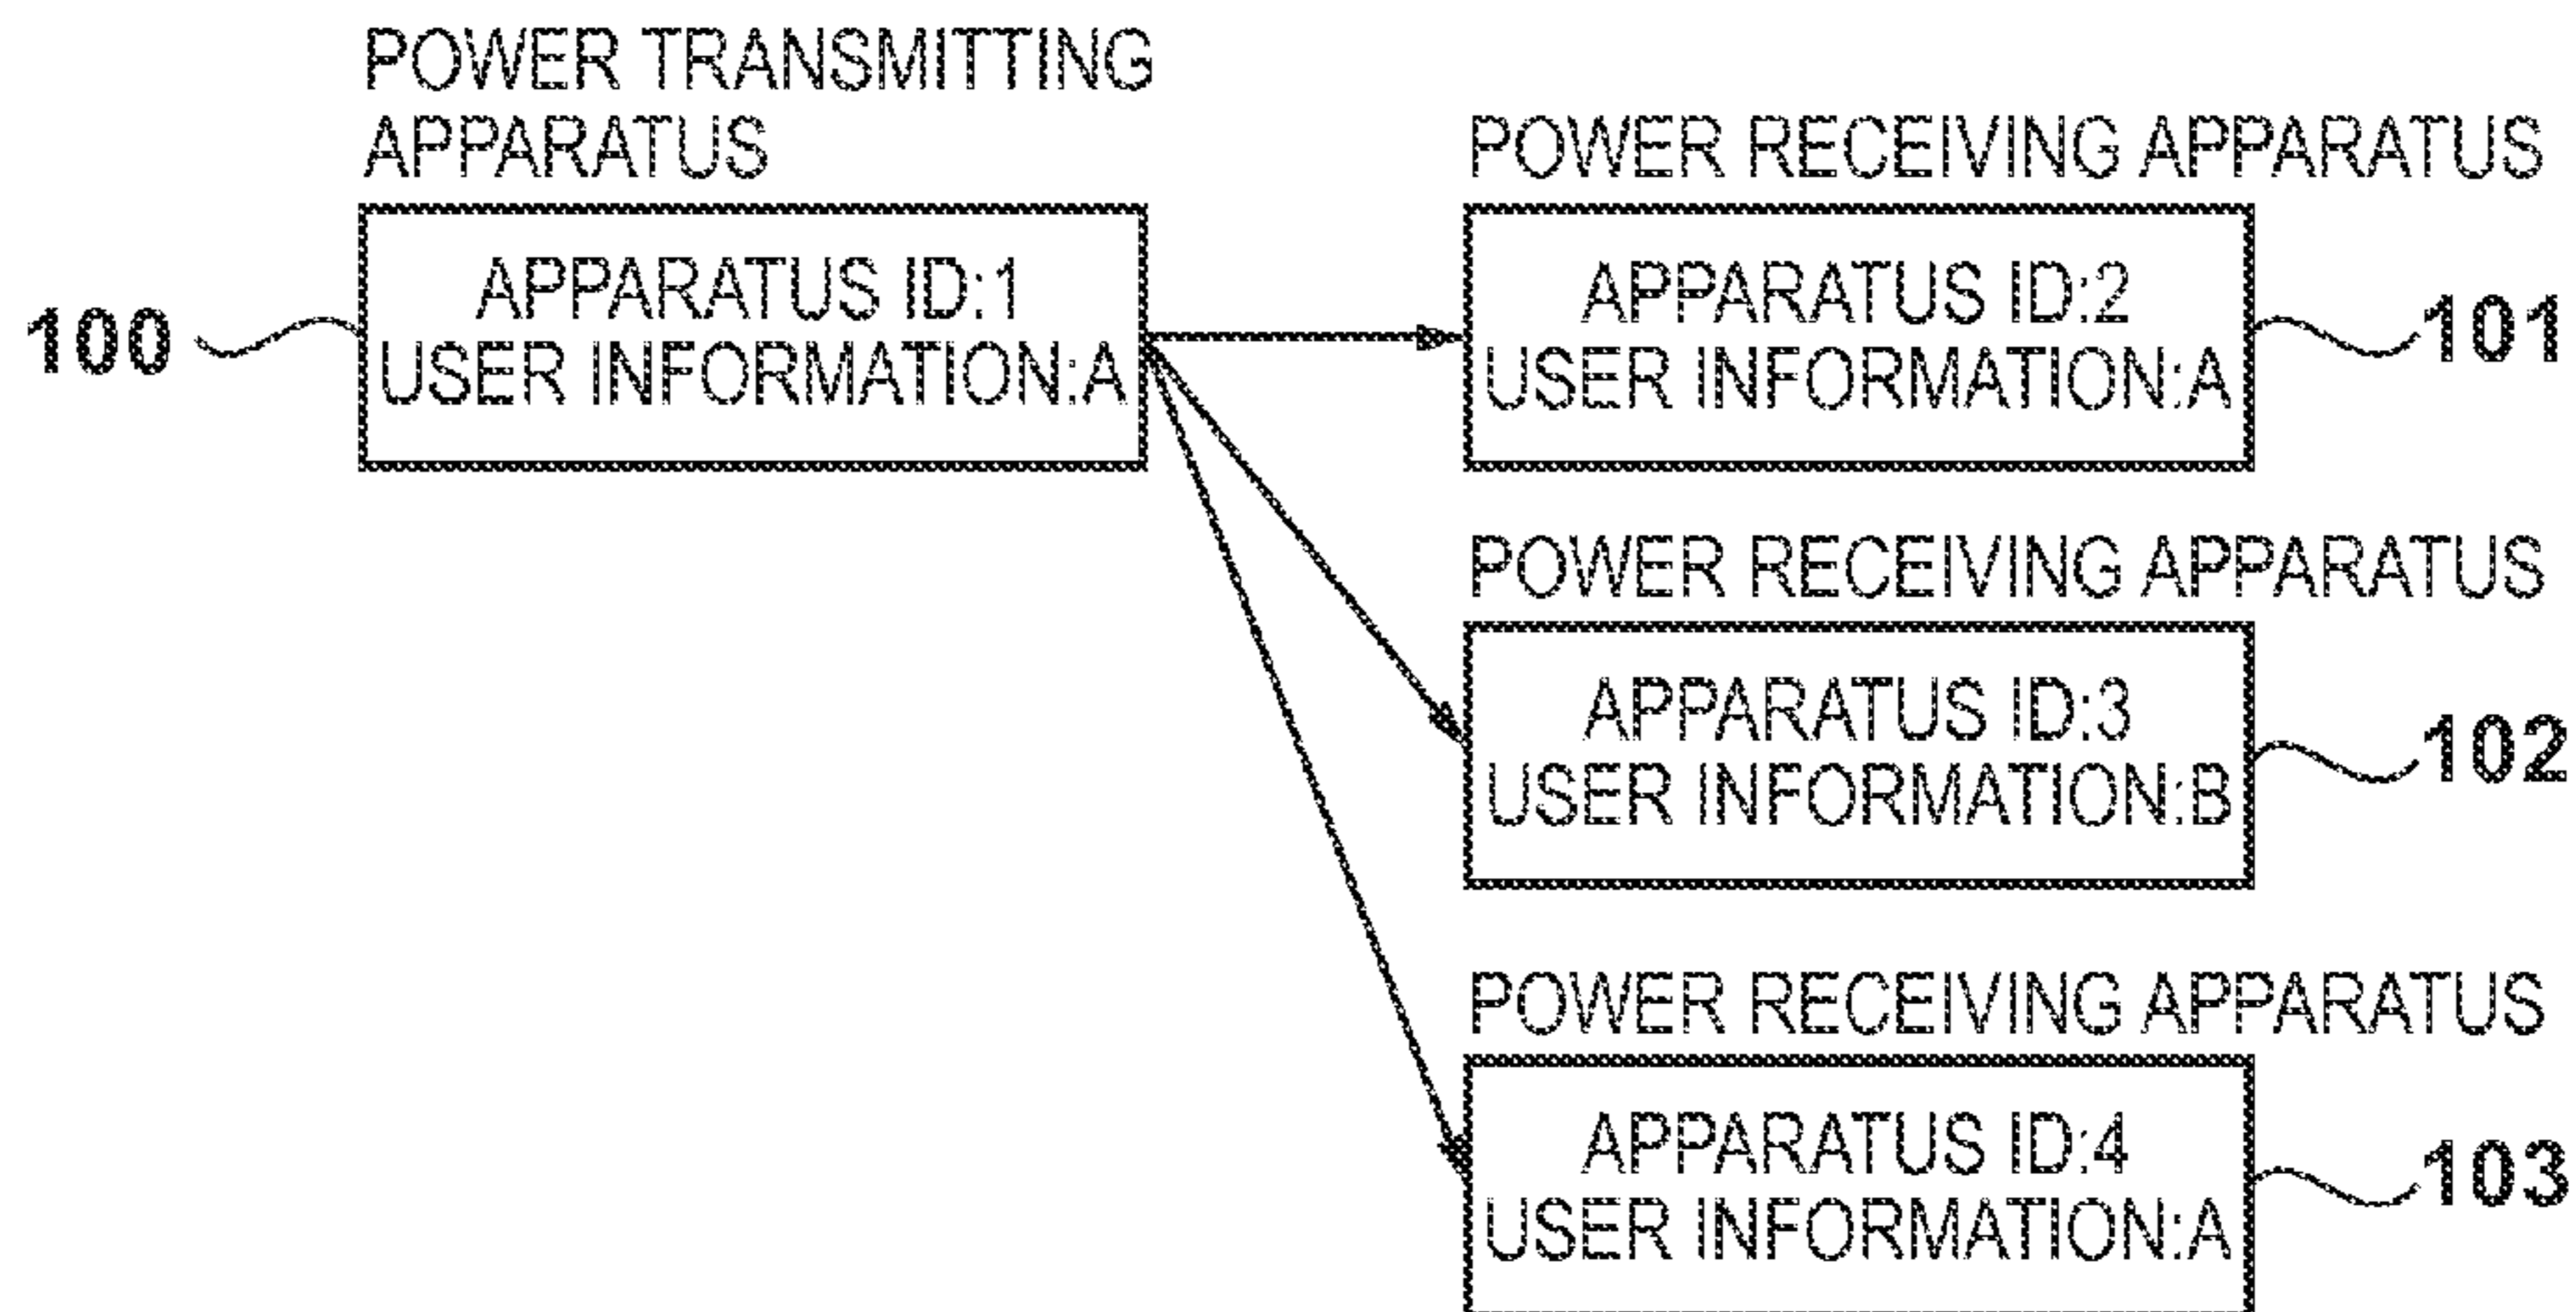 POWER TRANSMITTING
APPARATUS
100
APPARATUS ID:1
USER INFORMATION:A
POWER RECEIVING APPARATUS
APPARATUS ID:2
USER INFORMATION:A
101
POWER RECEIVING APPARATUS
APPARATUS ID:3
USER INFORMATION:B
102
POWER RECEIVING APPARATUS
APPARATUS ID:4
USER INFORMATION:A
103